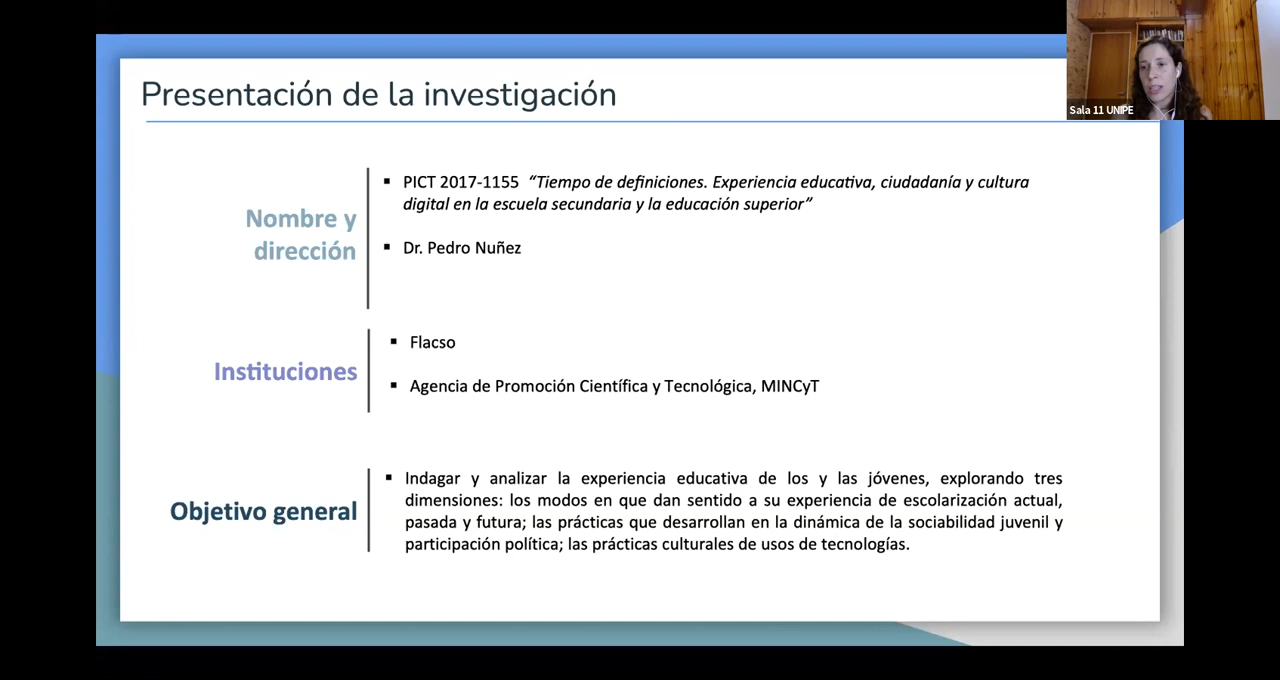 Presentación de la investigación
Sala 11 UNIPE
Nombre y
dirección
▪ PICT 2017-1155 “Tiempo de definiciones. Experiencia educativa, ciudadanía y cultura
digital en la escuela secundaria y la educación superior”
▪ Dr. Pedro Nuñez
Instituciones
▪ Flacso
▪ Agencia de Promoción Científica y Tecnológica, MINCyT
Objetivo general
▪ Indagar y analizar la experiencia educativa de los y las jóvenes, explorando tres
dimensiones: los modos en que dan sentido a su experiencia de escolarización actual,
pasada y futura; las prácticas que desarrollan en la dinámica de la sociabilidad juvenil y
participación política; las prácticas culturales de usos de tecnologías.